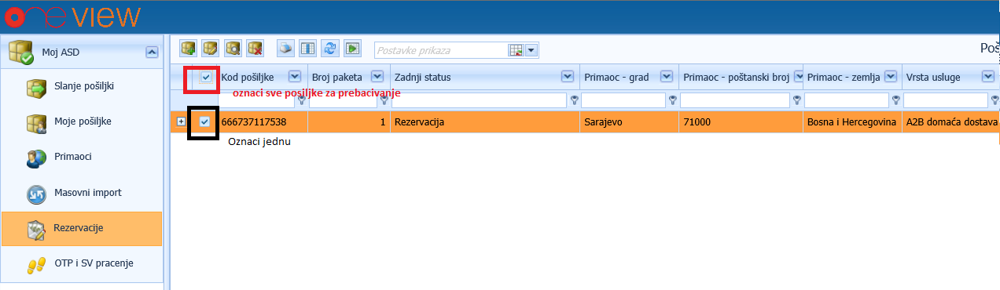 one VIEW
Moj ASD
Slanje pošiljki
Moje pošiljke
Primaoci
Masovni import
Rezervacije
OTP i SV pracenje
Postavke prikaza
Poš
Kod pošiljke Broj paketa Zadnji status Primaoc - grad Primaoc - poštanski broj Primaoc - zemlja Vrsta usluge
oznaci sve posiljke za prebacivanje
666737117538 1 Rezervacija Sarajevo 71000 Bosna i Hercegovina A2B domaća dostava
Oznaci jednu